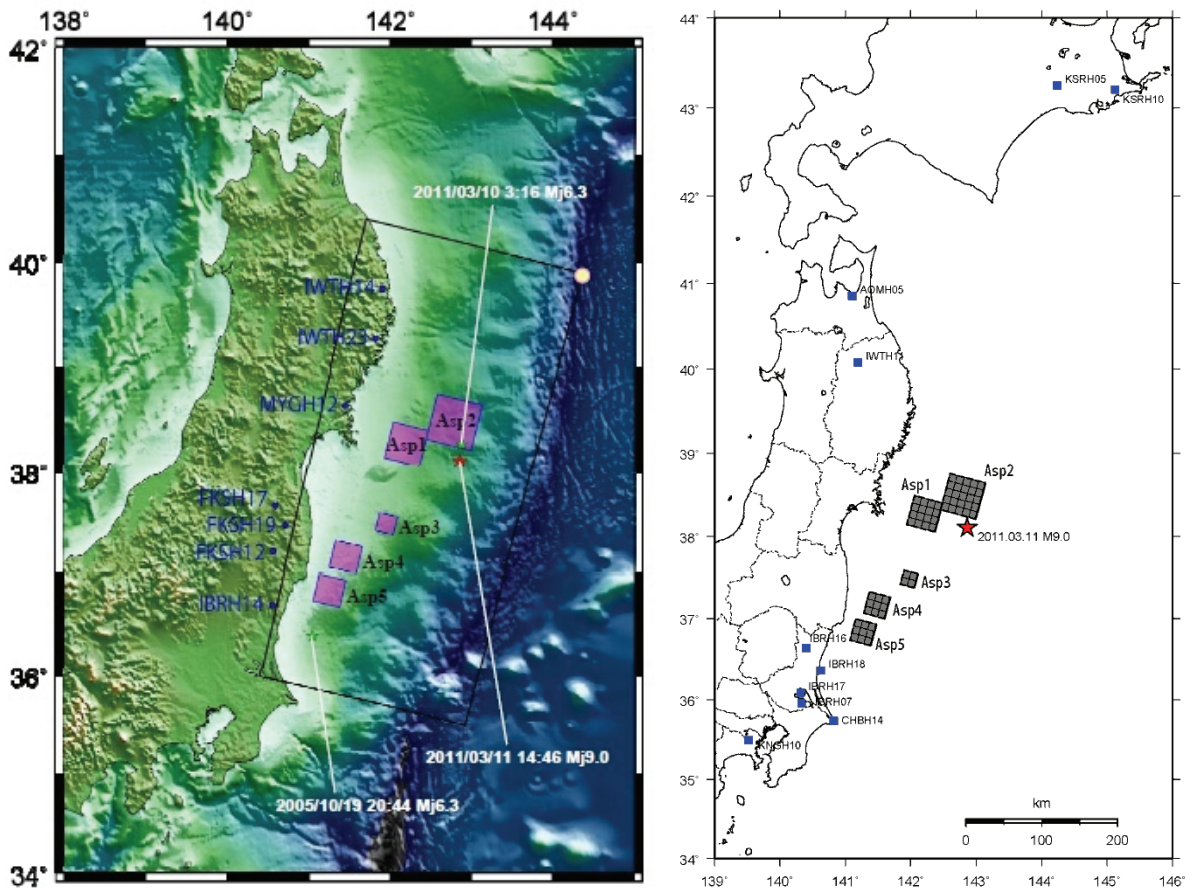 138°
140°
142°
144°
42°
40°
38°
36°
34°
2011/03/10 3:16 Mj6.3
IWTH14
IWTH23
MYGH12
Asp2
Asp1
FKSH17
FKSH19
FKSH12
Asp3
Asp4
Asp5
IBRH14
2011/03/11 14:46 Mj9.0
2005/10/19 20:44 Mj6.3
44°
43°
42°
41°
40°
39°
38°
37°
36°
35°
34°
KSRH05
KSRH10
AOMH05
Asp2
Asp1
2011.03.11 M9.0
Asp3
Asp4
Asp5
IBRH16
IBRH18
IBRH17
IBRH07
CHBH14
KNGH10
km
0 100 200
139° 140° 141° 142° 143° 144° 145° 146°